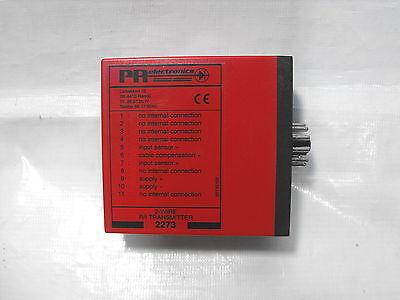 PR electronics
CE
1 no internal connection
2 no internal connection
3 no internal connection
4 no internal connection
5 input sensor +
6 cable compensation +
7 input sensor -
8 no internal connection
9 supply +
10 supply -
11 no internal connection
2-WIRE
R/I TRANSMITTER
2273